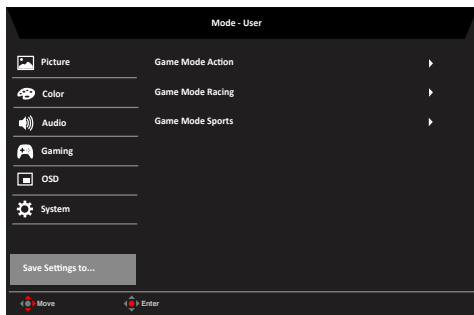 Mode - User
Picture
Game Mode Action
Color
Game Mode Racing
Audio
Game Mode Sports
Gaming
OSD
System
Save Settings to...
Move
Enter